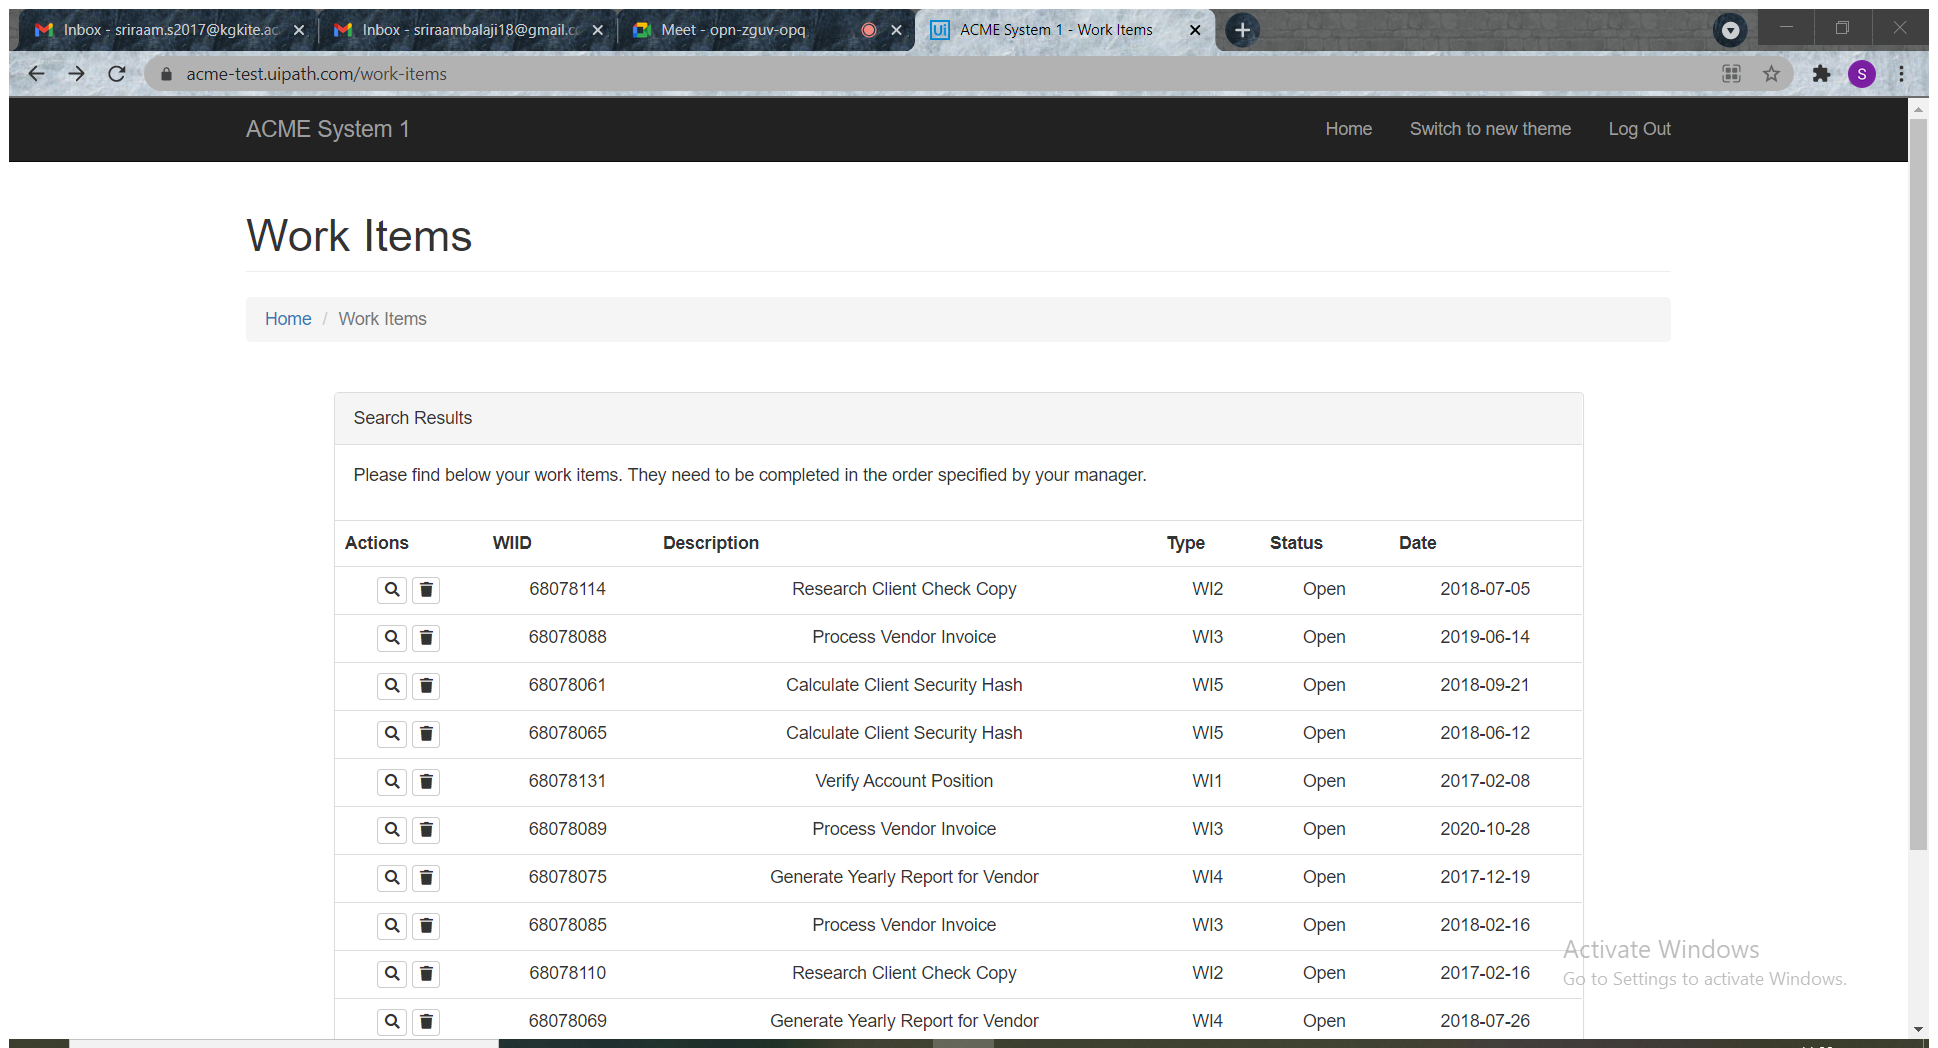 Inbox - sriraam.s2017@kgkite.ac Inbox - sriraambalaji18@gmail.c Meet - opn-zguv-opq Ui ACME System 1 - Work Items
acme-test.uipath.com/work-items S
ACME System 1 Home Switch to new theme Log Out
Work Items
Home / Work Items
Search Results
Please find below your work items. They need to be completed in the order specified by your manager.
Actions WIID Description Type Status Date
68078114 Research Client Check Copy WI2 Open 2018-07-05
68078088 Process Vendor Invoice WI3 Open 2019-06-14
68078061 Calculate Client Security Hash WI5 Open 2018-09-21
68078065 Calculate Client Security Hash WI5 Open 2018-06-12
68078131 Verify Account Position WI1 Open 2017-02-08
68078089 Process Vendor Invoice WI3 Open 2020-10-28
68078075 Generate Yearly Report for Vendor WI4 Open 2017-12-19
68078085 Process Vendor Invoice WI3 Open 2018-02-16
68078110 Research Client Check Copy WI2 Open 2017-02-16
68078069 Generate Yearly Report for Vendor WI4 Open 2018-07-26
Activate Windows
Go to Settings to activate Windows.